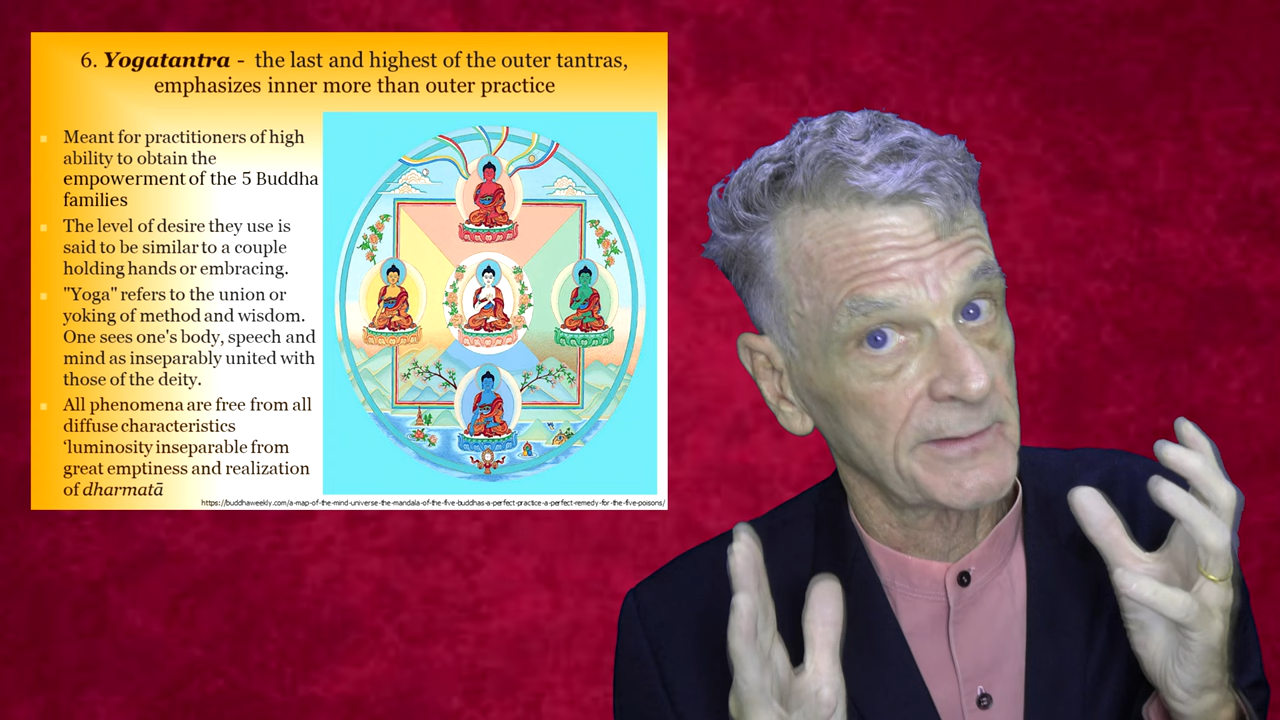 6. Yogatantra - the last and highest of the outer tantras,
emphasizes inner more than outer practice
Meant for practitioners of high
ability to obtain the
empowerment of the 5 Buddha
families
The level of desire they use is
said to be similar to a couple
holding hands or embracing.
"Yoga" refers to the union or
yoking of method and wisdom.
One sees one's body, speech and
mind as inseparably united with
those of the deity.
All phenomena are free from all
diffuse characteristics
‘luminosity inseparable from
great emptiness and realization
of dharmatā
https://buddhaweekly.com/a-map-of-the-mind-universe-the-mandala-of-the-five-buddhas-a-perfect-practice-a-perfect-remedy-for-the-five-poisons/